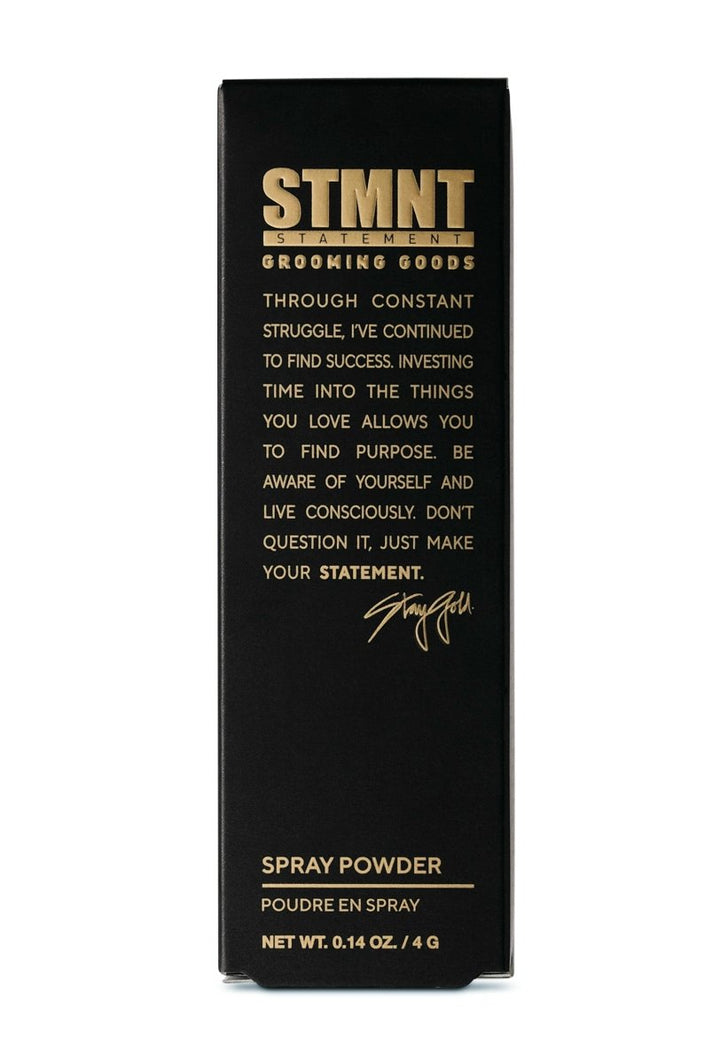 STMNT
STATEMENT
GROOMING GOODS
THROUGH CONSTANT
STRUGGLE, I'VE CONTINUED
TO FIND SUCCESS. INVESTING
TIME INTO THE THINGS
YOU LOVE ALLOWS YOU
TO FIND PURPOSE. BE
AWARE OF YOURSELF AND
LIVE CONSCIOUSLY. DON'T
QUESTION IT, JUST MAKE
YOUR STATEMENT.
StayGold.
SPRAY POWDER
POUDRE EN SPRAY
NET WT. 0.14 OZ. / 4 G